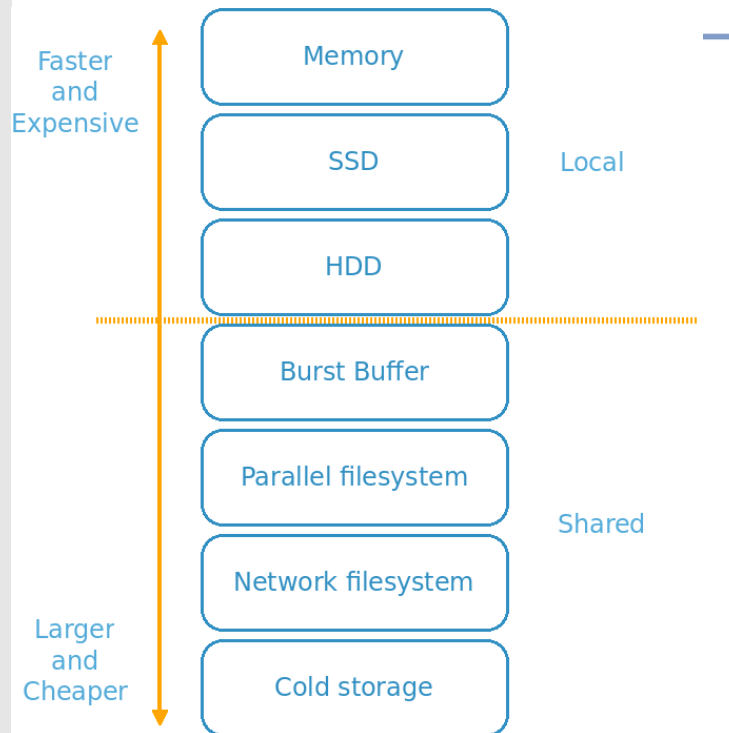 Faster
and
Expensive
Memory
SSD
Local
HDD
Burst Buffer
Parallel filesystem
Shared
Network filesystem
Larger
and
Cheaper
Cold storage